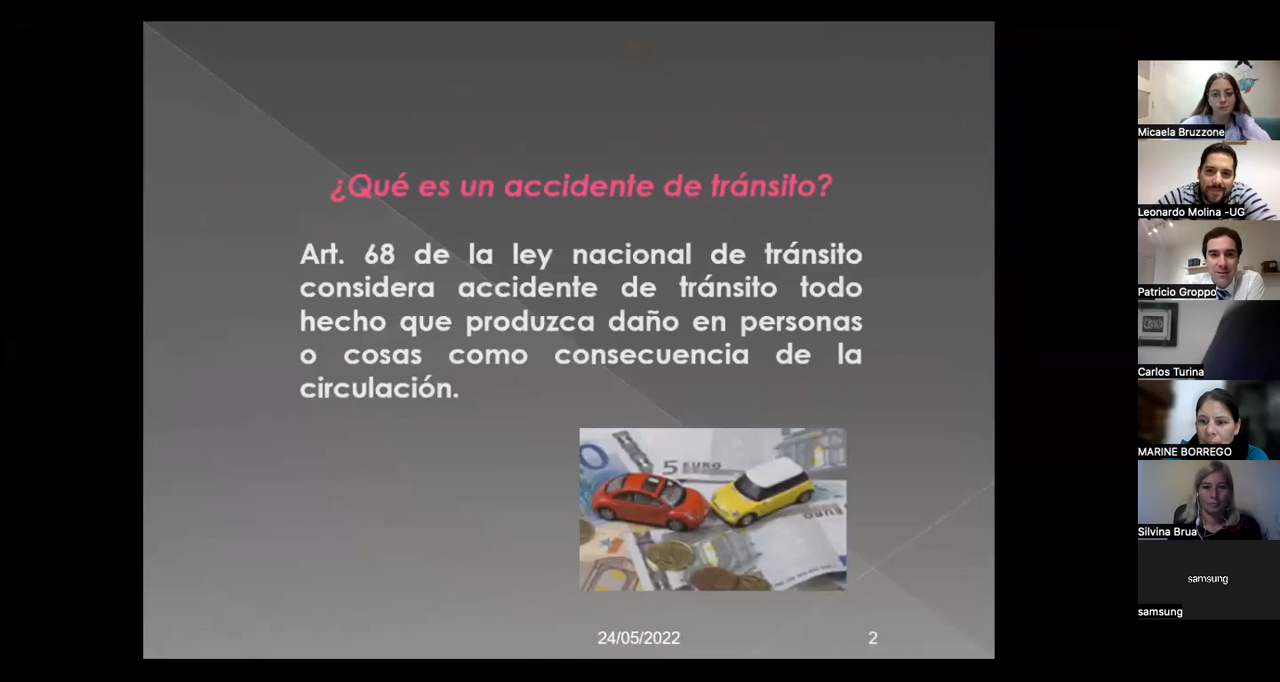 ¿Qué es un accidente de tránsito?
Art. 68 de la ley nacional de tránsito
considera accidente de tránsito todo
hecho que produzca daño en personas
o cosas como consecuencia de la
circulación.
5 EURO
EURO
24/05/2022
2
Micaela Bruzzone
Leonardo Molina -UG
Patricio Groppo
Carlos Turina
MARINE BORREGO
Silvina Brua
samsung
samsung